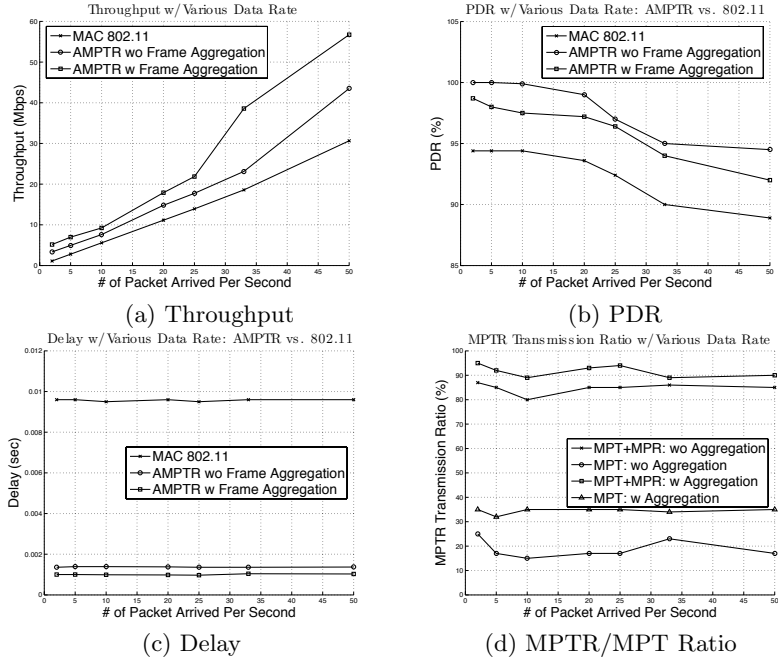 Throughput w/Various Data Rate
60
50
40
30
20
10
0
Throughput (Mbps)
MAC 802.11
AMPTR wo Frame Aggregation
AMPTR w Frame Aggregation
0 5 10 15 20 25 30 35 40 45 50
# of Packet Arrived Per Second
(a) Throughput
PDR w/Various Data Rate: AMPTR vs. 802.11
105
100
95
90
85
PDR (%)
MAC 802.11
AMPTR wo Frame Aggregation
AMPTR w Frame Aggregation
0 5 10 15 20 25 30 35 40 45 50
# of Packet Arrived Per Second
(b) PDR
Delay w/Various Data Rate: AMPTR vs. 802.11
0.012
0.01
0.008
0.006
0.004
0.002
0
Delay (sec)
MAC 802.11
AMPTR wo Frame Aggregation
AMPTR w Frame Aggregation
0 5 10 15 20 25 30 35 40 45 50
# of Packet Arrived Per Second
(c) Delay
MPTR Transmission Ratio w/Various Data Rate
100
90
80
70
60
50
40
30
20
10
0
MPTR Transmission Ratio (%)
MPT+MPR: wo Aggregation
MPT: wo Aggregation
MPT+MPR: w Aggregation
MPT: w Aggregation
0 5 10 15 20 25 30 35 40 45 50
# of Packet Arrived Per Second
(d) MPTR/MPT Ratio